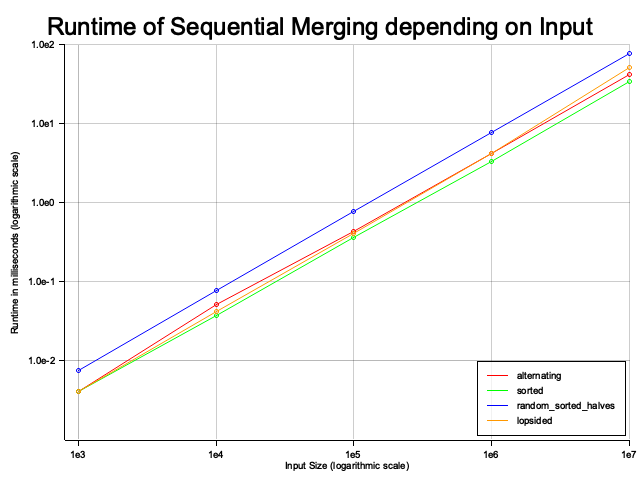 Runtime of Sequential Merging depending on Input
1.0e2
1.0e1
1.0e0
1.0e-1
1.0e-2
Runtime in milliseconds (logarithmic scale)
alternating
sorted
random_sorted_halves
lopsided
1e3 1e4 1e5 1e6 1e7
Input Size (logarithmic scale)